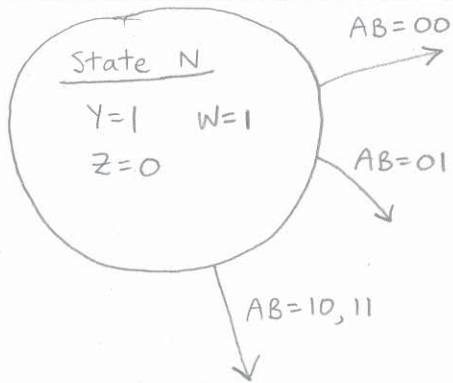 AB=00
State N
Y=1 W=1
Z=0
AB=01
AB=10, 11